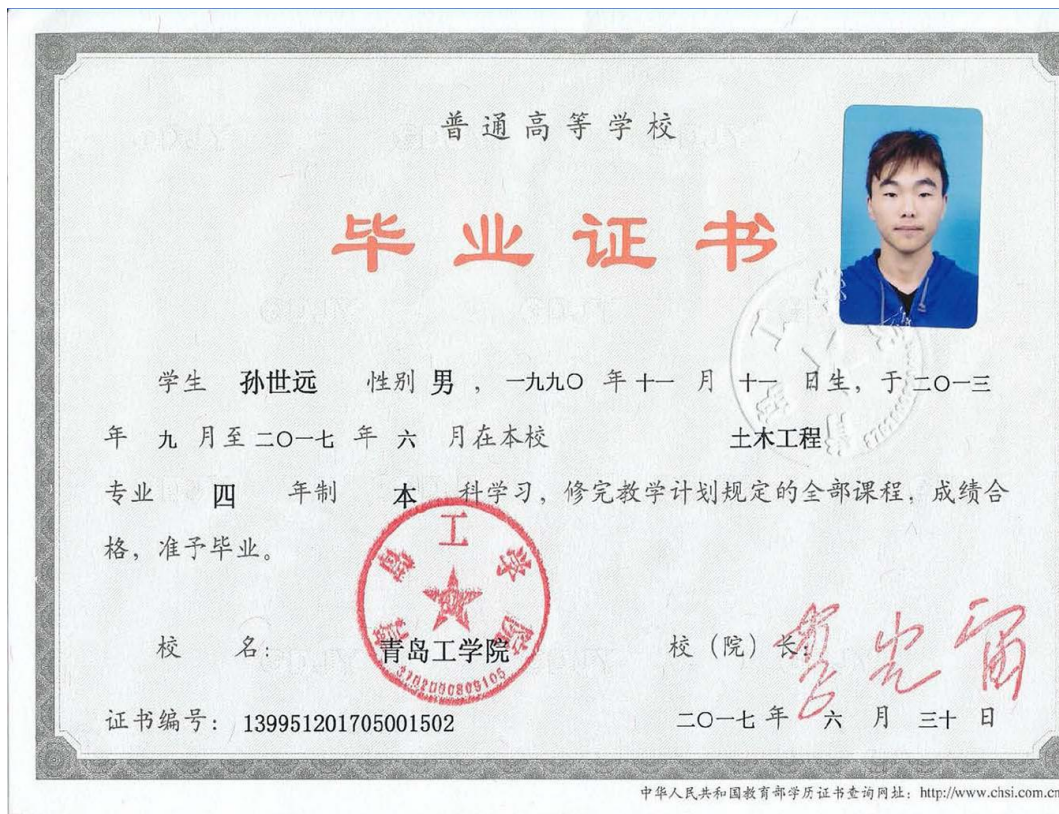 普通高等学校
毕业证书
学生 孙世远 性别 男 ，一九九〇 年 十一 月 十一 日生，于 二〇一三
年 九 月至 二〇一七 年 六 月在本校 土木工程
专业 四 年制 本 科学习，修完教学计划规定的全部课程，成绩合
格，准予毕业。
青岛工学院
3702000809105
校 名： 青岛工学院 校（院）长：
证书编号：139951201705001502 二〇一七 年 六 月 三十 日
中华人民共和国教育部学历证书查询网址：http://www.chsi.com.cn